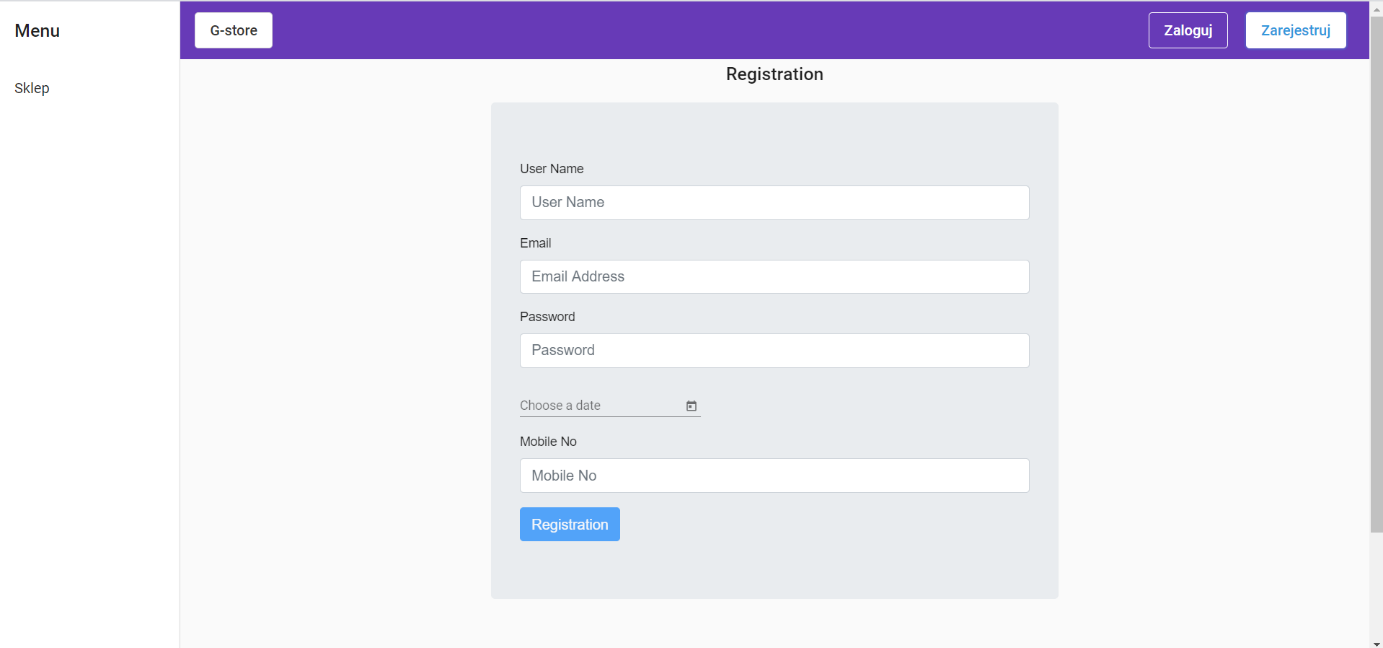 Menu
Sklep
G-store
Zaloguj
Zarejestruj
Registration
User Name
User Name
Email
Email Address
Password
Password
Choose a date
Mobile No
Mobile No
Registration